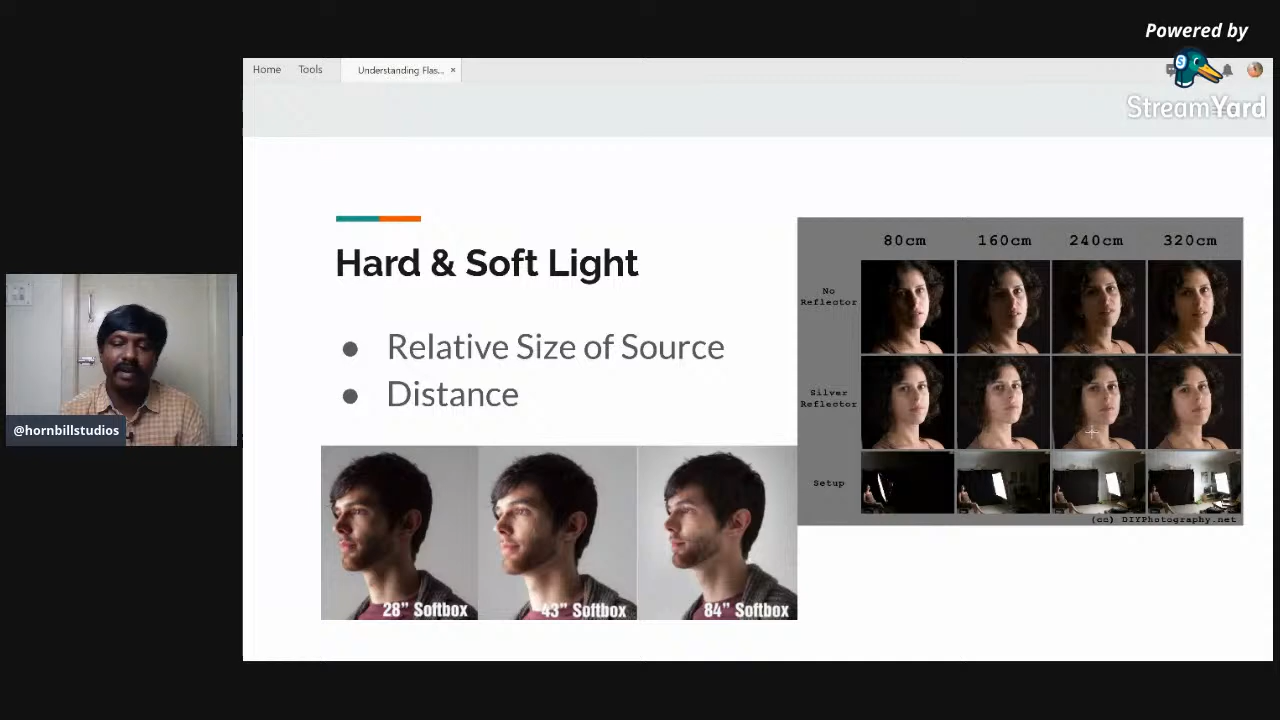 Powered by
StreamYard
Home Tools Understanding Flas... ×
Hard & Soft Light
● Relative Size of Source
● Distance
28” Softbox
43” Softbox
84” Softbox
80cm 160cm 240cm 320cm
No
Reflector
Silver
Reflector
Setup
(cc) DIYPhotography.net
@hornbillstudios